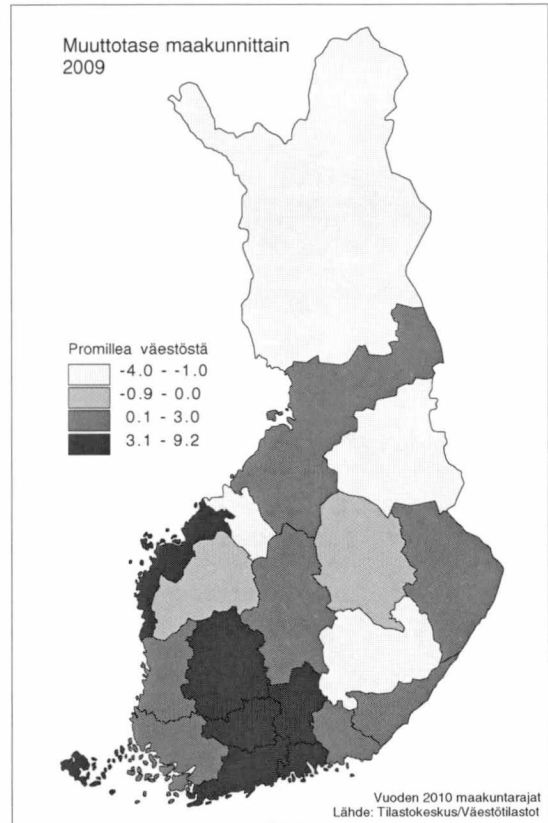 Muuttotase maakunnittain
2009
Promillea väestöstä
-4.0 - -1.0
-0.9 - 0.0
0.1 - 3.0
3.1 - 9.2
Vuoden 2010 maakuntarajat
Lähde: Tilastokeskus/Väestötilastot